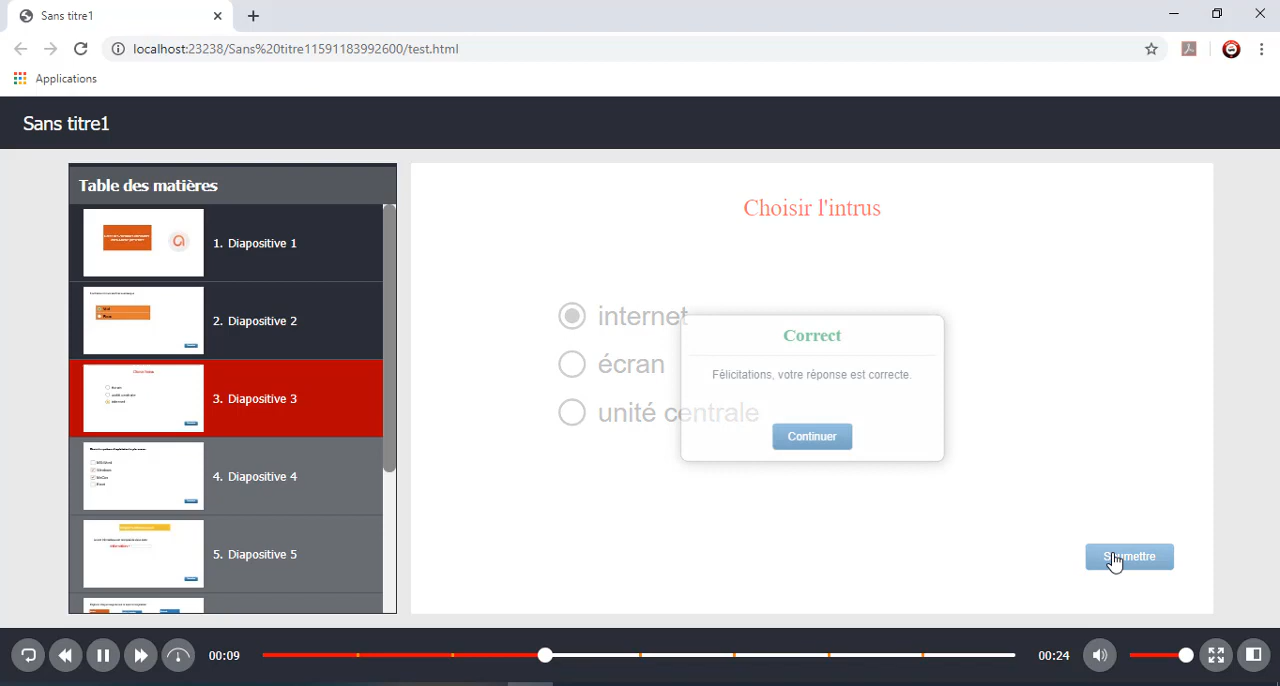 Sans titre1
localhost:23238/Sans%20titre11591183992600/test.html
Applications
Sans titre1
Table des matières
1. Diapositive 1
2. Diapositive 2
3. Diapositive 3
4. Diapositive 4
5. Diapositive 5
Choisir l'intrus
internet
écran
unité centrale
Correct
Félicitations, votre réponse est correcte.
Continuer
Soumettre
00:09
00:24